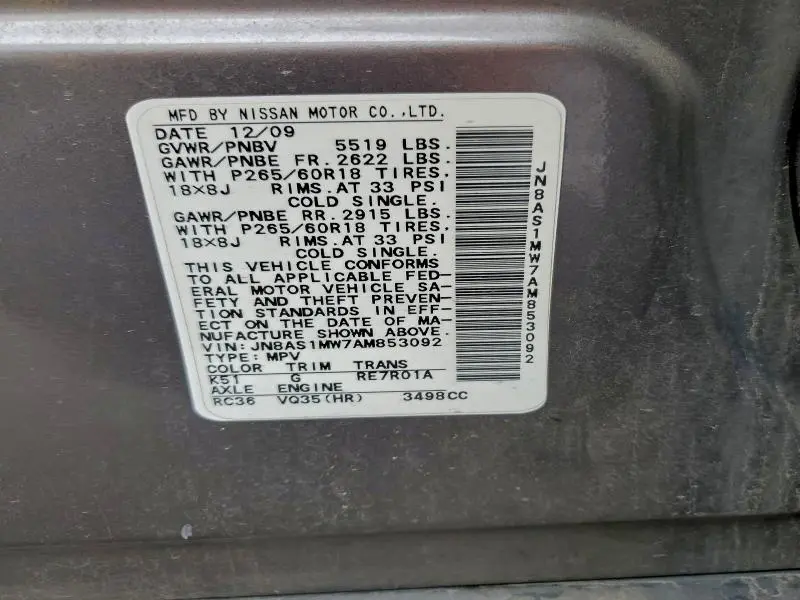 MFD BY NISSAN MOTOR CO.,LTD.
DATE 12/09
GVWR/PNBV 5519 LBS.
GAWR/PNBE FR. 2622 LBS.
WITH P265/60R18 TIRES.
18×8J RIMS.AT 33 PSI
COLD SINGLE.
GAWR/PNBE RR. 2915 LBS.
WITH P265/60R18 TIRES.
18×8J RIMS.AT 33 PSI
COLD SINGLE.
THIS VEHICLE CONFORMS
TO ALL APPLICABLE FED-
ERAL MOTOR VEHICLE SA-
FETY AND THEFT PREVEN-
TION STANDARDS IN EFF-
ECT ON THE DATE OF MA-
NUFACTURE SHOWN ABOVE.
VIN: JN8AS1MW7AM853092
TYPE: MPV
COLOR TRIM TRANS
K51 G RE7R01A
AXLE ENGINE
RC36 VQ35(HR) 3498CC
JN8AS1MW7AM853092